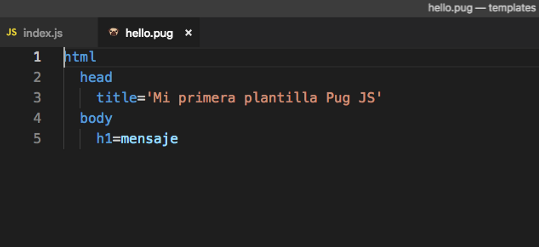 hello.pug — templates
JS index.js hello.pug ×
1 html
2 head
3 title='Mi primera plantilla Pug JS'
4 body
5 h1=mensaje